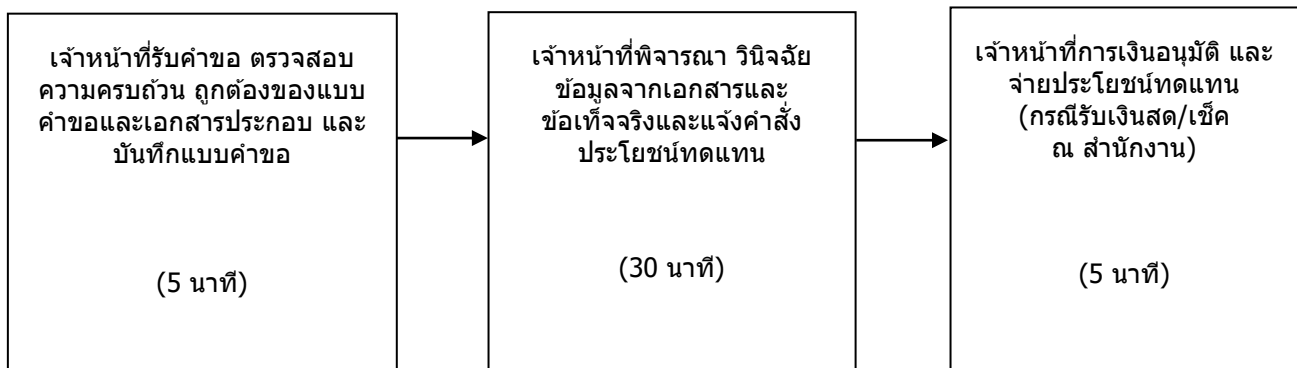 เจ้าหน้าที่รับคำขอ ตรวจสอบ
ความครบถ้วน ถูกต้องของแบบ
คำขอและเอกสารประกอบ และ
บันทึกแบบคำขอ
(5 นาที)
เจ้าหน้าที่พิจารณา วินิจฉัย
ข้อมูลจากเอกสารและ
ข้อเท็จจริงและแจ้งคำสั่ง
ประโยชน์ทดแทน
(30 นาที)
เจ้าหน้าที่การเงินอนุมัติ และ
จ่ายประโยชน์ทดแทน
(กรณีรับเงินสด/เช็ค
ณ สำนักงาน)
(5 นาที)